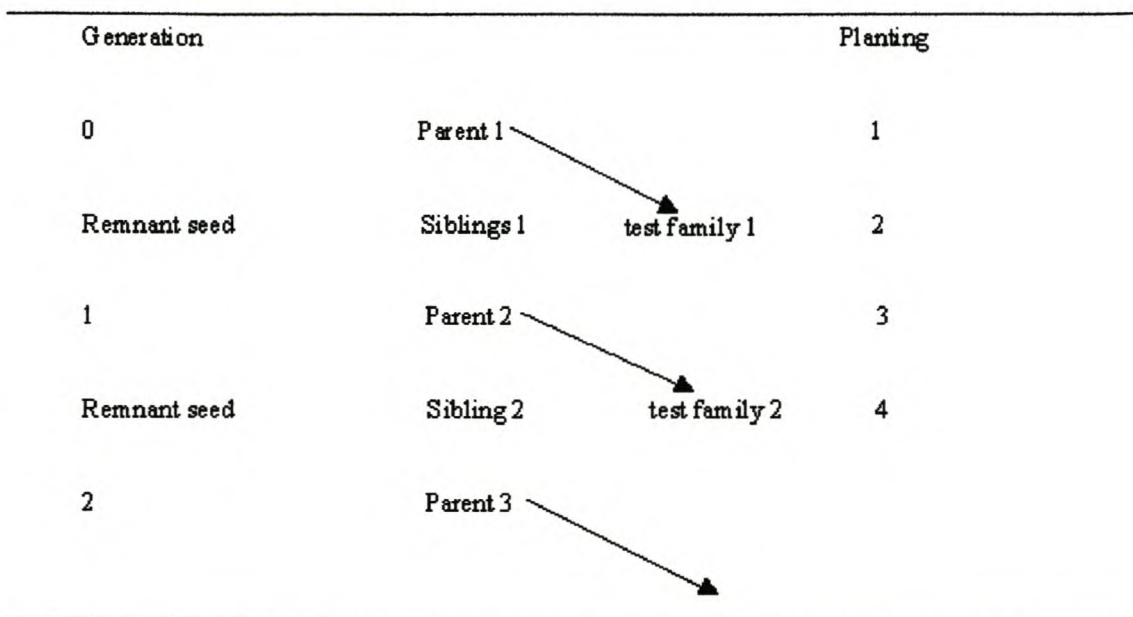 Generation Planting
0 Parent 1 1
Remnant seed Siblings 1 test family 1 2
1 Parent 2 3
Remnant seed Sibling 2 test family 2 4
2 Parent 3